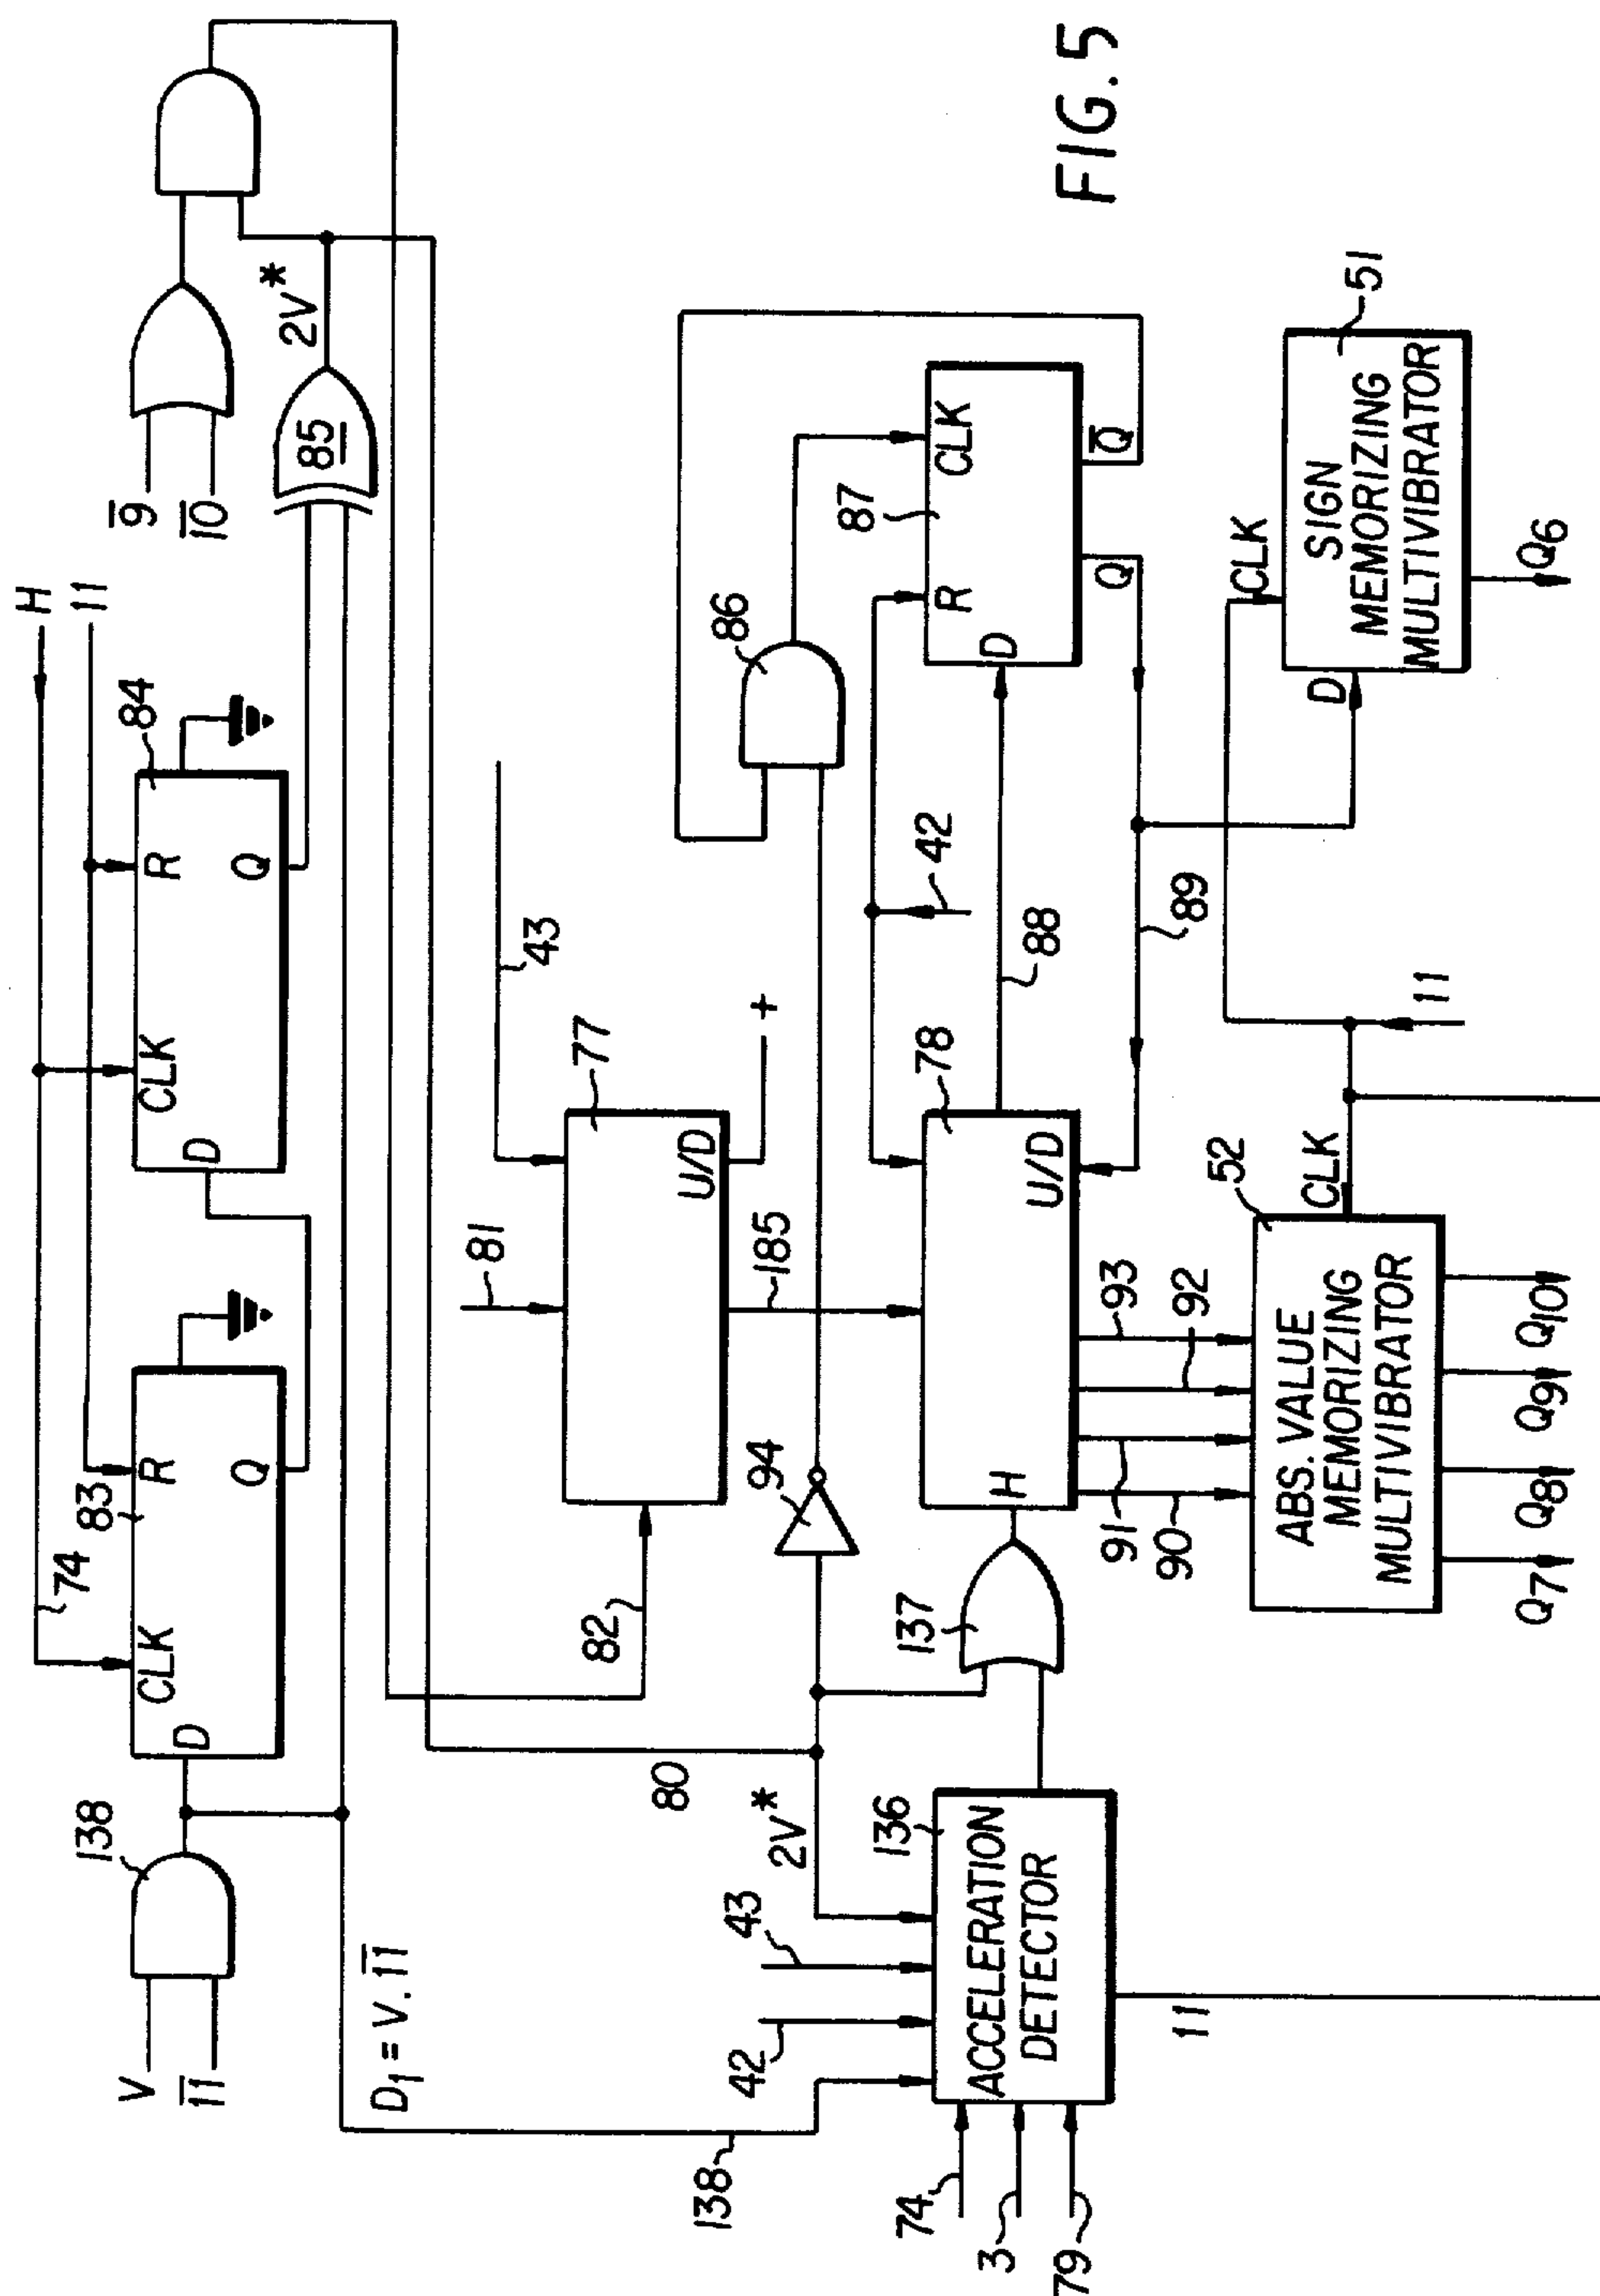 H
11
74
83
CLK
D
R
Q
84
CLK
D
R
Q
138
V
1̅1̅
9̅
1̅0̅
85
2V*
D1 = V.1̅1̅
138
43
81
77
U/D
+
82
185
80
2V*
94
86
87
CLK
R
D
Q
Q̅
42
78
U/D
H
88
89
137
136
ACCELERATION
DETECTOR
43
42
74
3
79
11
93
92
91
90
52
CLK
ABS. VALUE
MEMORIZING
MULTIVIBRATOR
Q7
Q8
Q9
Q10
11
51
CLK
D
SIGN
MEMORIZING
MULTIVIBRATOR
Q6
FIG. 5